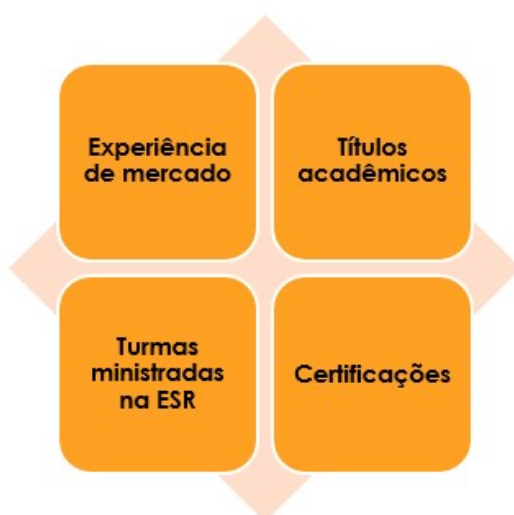 Experiência
de mercado
Títulos
acadêmicos
Turmas
ministradas
na ESR
Certificações